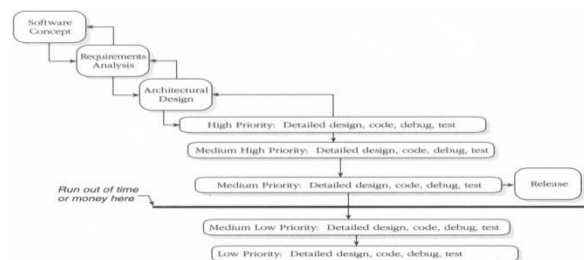 Software
Concept
Requirements
Analysis
Architectural
Design
High Priority: Detailed design, code, debug, test
Medium High Priority: Detailed design, code, debug, test
Medium Priority: Detailed design, code, debug, test
Release
Run out of time
or money here
Medium Low Priority: Detailed design, code, debug, test
Low Priority: Detailed design, code, debug, test